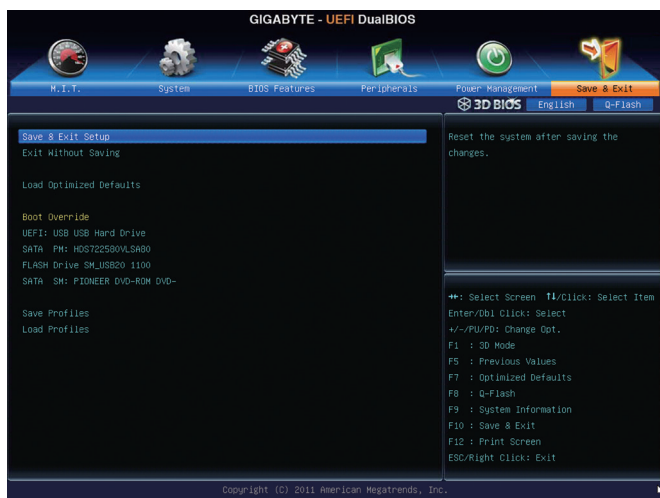 GIGABYTE - UEFI DualBIOS
M.I.T. System BIOS Features Peripherals Power Management Save & Exit
3D BIOS English Q-Flash
Save & Exit Setup
Exit Without Saving
Load Optimized Defaults
Boot Override
UEFI: USB USB Hard Drive
SATA PM: HDS722580VLSA80
FLASH Drive SM_USB20 1100
SATA SM: PIONEER DVD-ROM DVD-
Save Profiles
Load Profiles
Reset the system after saving the
changes.
→←: Select Screen ↑↓/Click: Select Item
Enter/Dbl Click: Select
+/-/PU/PD: Change Opt.
F1 : 3D Mode
F5 : Previous Values
F7 : Optimized Defaults
F8 : Q-Flash
F9 : System Information
F10 : Save & Exit
F12 : Print Screen
ESC/Right Click: Exit
Copyright (C) 2011 American Megatrends, Inc.